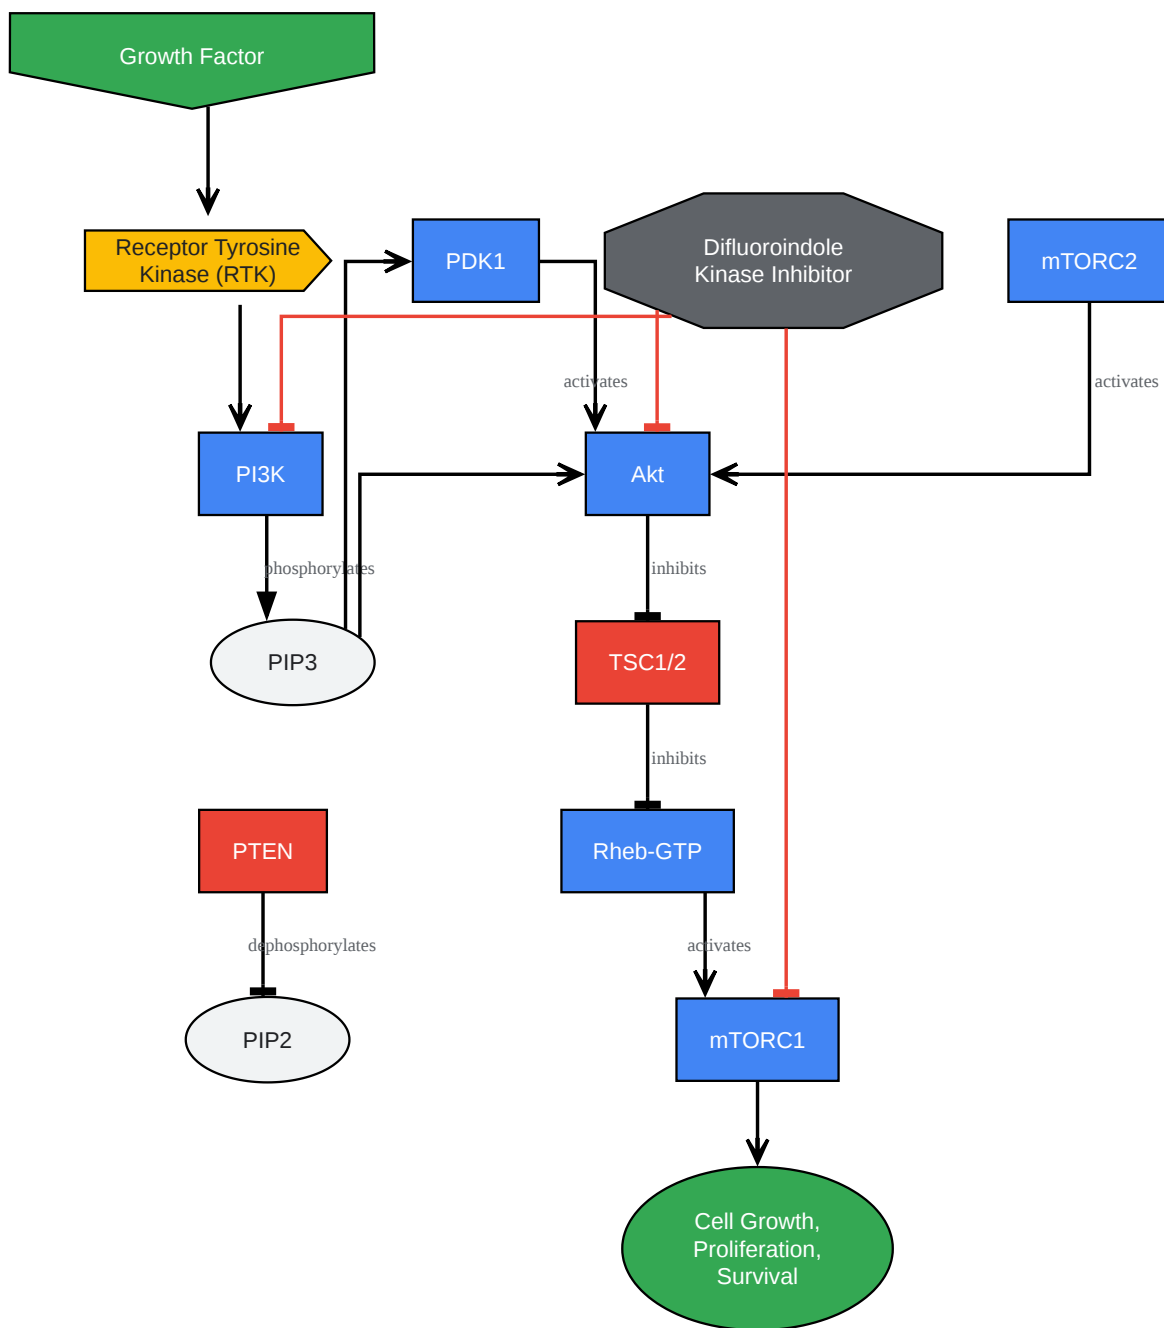 Growth Factor
Receptor Tyrosine
Kinase (RTK)
PDK1
Difluoroindole
Kinase Inhibitor
mTORC2
activates
activates
PI3K
Akt
phosphorylates
inhibits
PIP3
TSC1/2
inhibits
PTEN
Rheb-GTP
dephosphorylates
activates
PIP2
mTORC1
Cell Growth,
Proliferation,
Survival